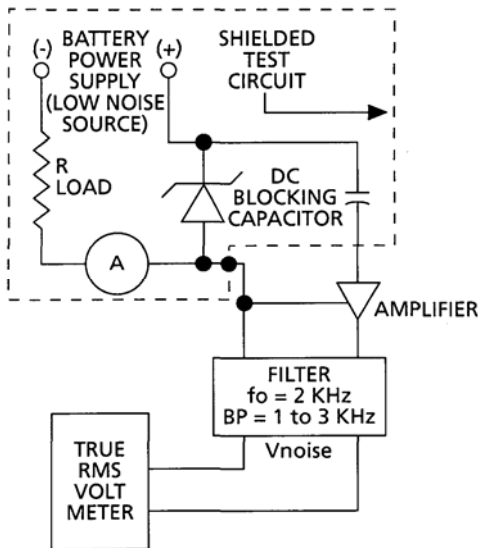 (-) BATTERY (+)
POWER
SUPPLY
(LOW NOISE
SOURCE)
SHIELDED
TEST
CIRCUIT
R
LOAD
DC
BLOCKING
CAPACITOR
A
AMPLIFIER
FILTER
fo = 2 KHz
BP = 1 to 3 KHz
Vnoise
TRUE
RMS
VOLT
METER